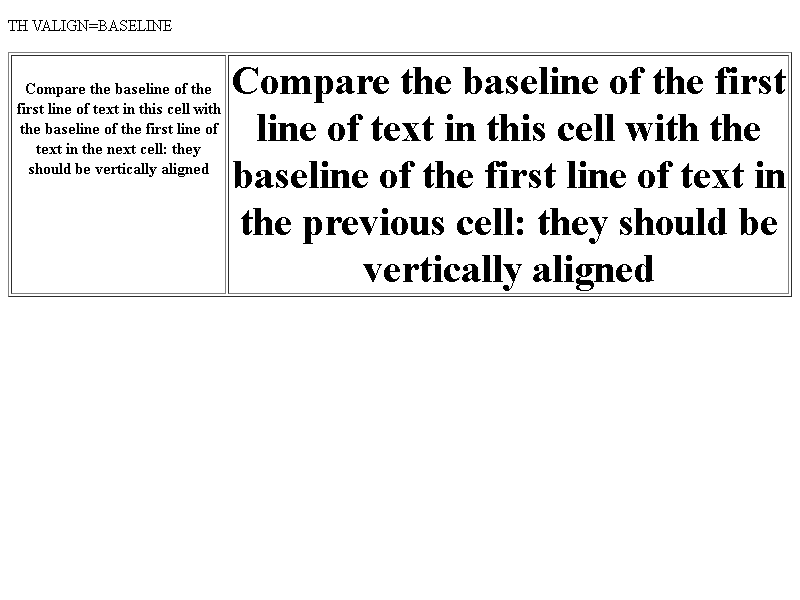 TH VALIGN=BASELINE
Compare the baseline of the
first line of text in this cell with
the baseline of the first line of
text in the next cell: they
should be vertically aligned
Compare the baseline of the first
line of text in this cell with the
baseline of the first line of text in
the previous cell: they should be
vertically aligned